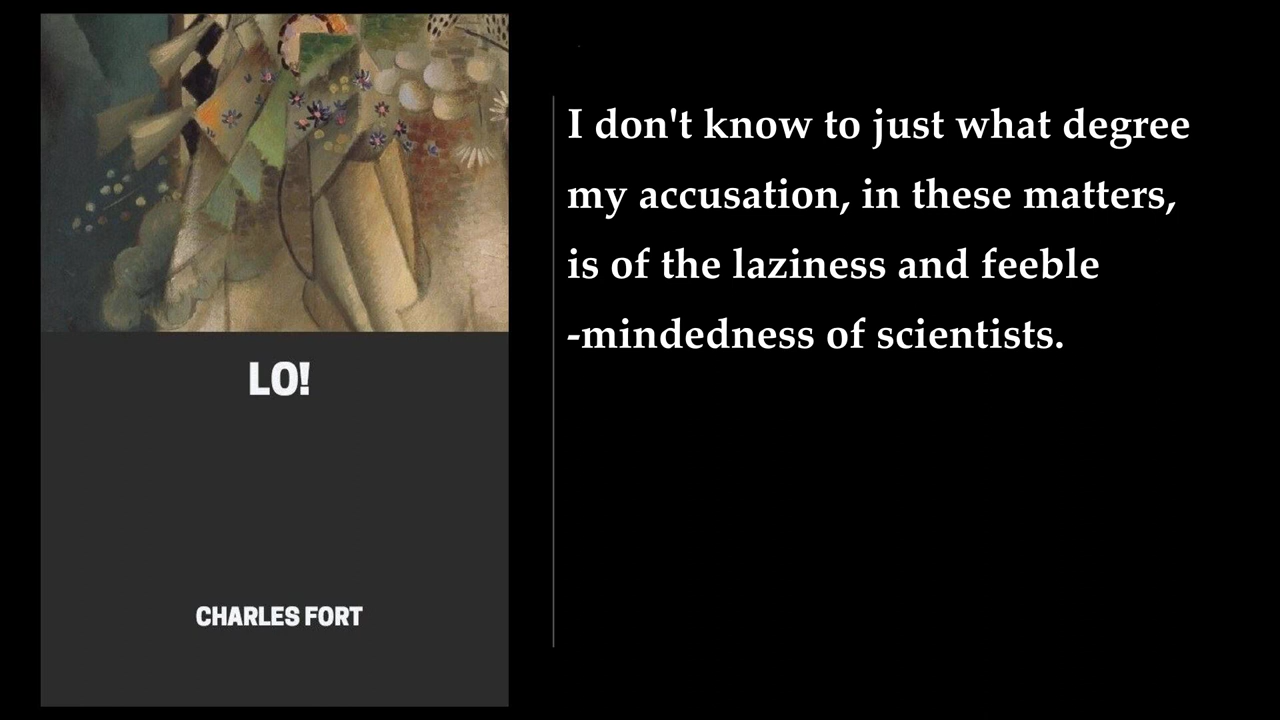 LO!
CHARLES FORT
I don't know to just what degree
my accusation, in these matters,
is of the laziness and feeble
-mindedness of scientists.